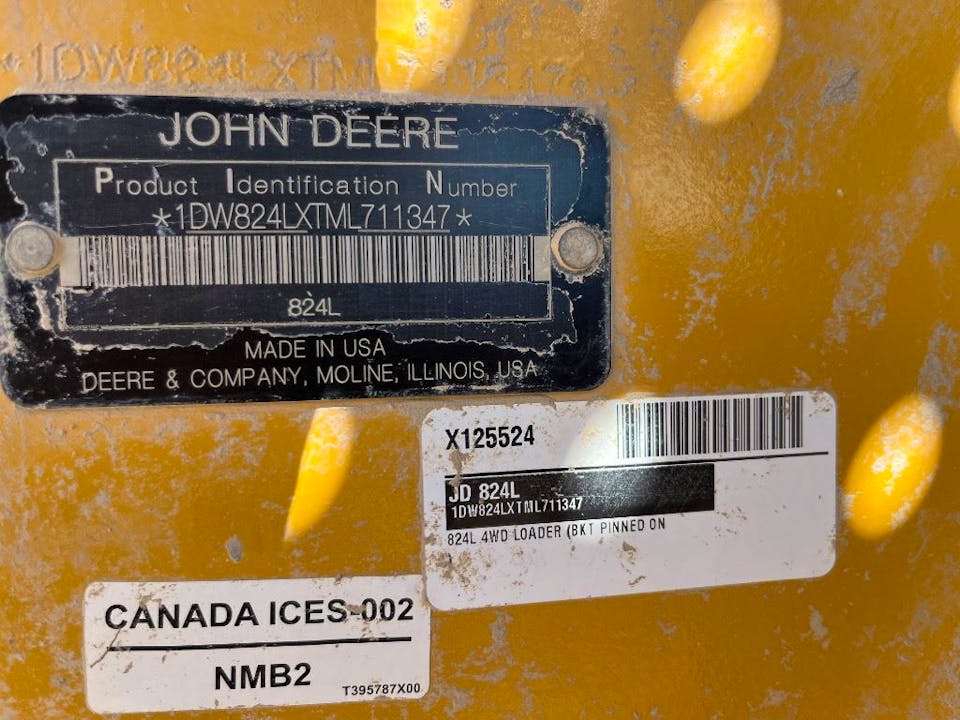 *1DW824LXTML711347*
JOHN DEERE
Product Identification Number
*1DW824LXTML711347*
824L
MADE IN USA
DEERE & COMPANY, MOLINE, ILLINOIS, USA
X125524
JD 824L
1DW824LXTML711347
824L 4WD LOADER (BKT PINNED ON
)
CANADA ICES-002
NMB2
T395787X00